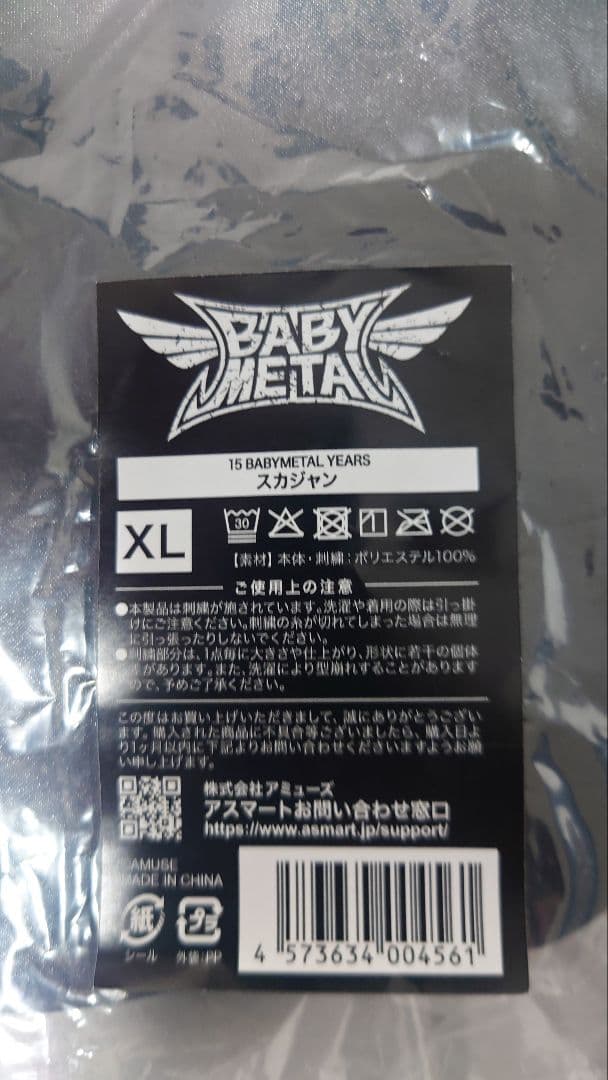 BABY
METAL
15 BABYMETAL YEARS
スカジャン
XL
30
【素材】本体・刺繍：ポリエステル100%
ご使用上の注意
●本製品は刺繍が施されています。洗濯や着用の際は引っ掛
けにご注意ください。刺繍の糸が切れてしまった場合は無理
に引っ張ったりしないでください。
●刺繍部分は、1点毎に大きさや仕上がり、形状に若干の個体
差があります。また、洗濯により型崩れすることがあります
ので、予めご了承ください。
この度はお買い上げいただきまして、誠にありがとうござい
ます。購入された商品に不具合等ございましたら、購入日よ
り1ヶ月以内に下記よりお問い合わせくださいますようお願
い申し上げます。
株式会社アミューズ
アスマートお問い合わせ窓口
https://www.asmart.jp/support/
©AMUSE
MADE IN CHINA
紙
シール
プラ
外装:PP
4 573634 004561